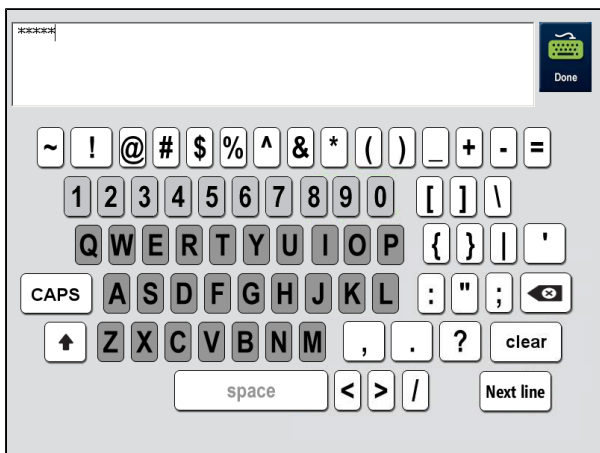 *****
Done
~ ! @ # $ % ^ & * ( ) _ + - =
1 2 3 4 5 6 7 8 9 0 [ ] \
Q W E R T Y U I O P { } | '
CAPS A S D F G H J K L : " ;
Z X C V B N M , . ? clear
space < > / Next line